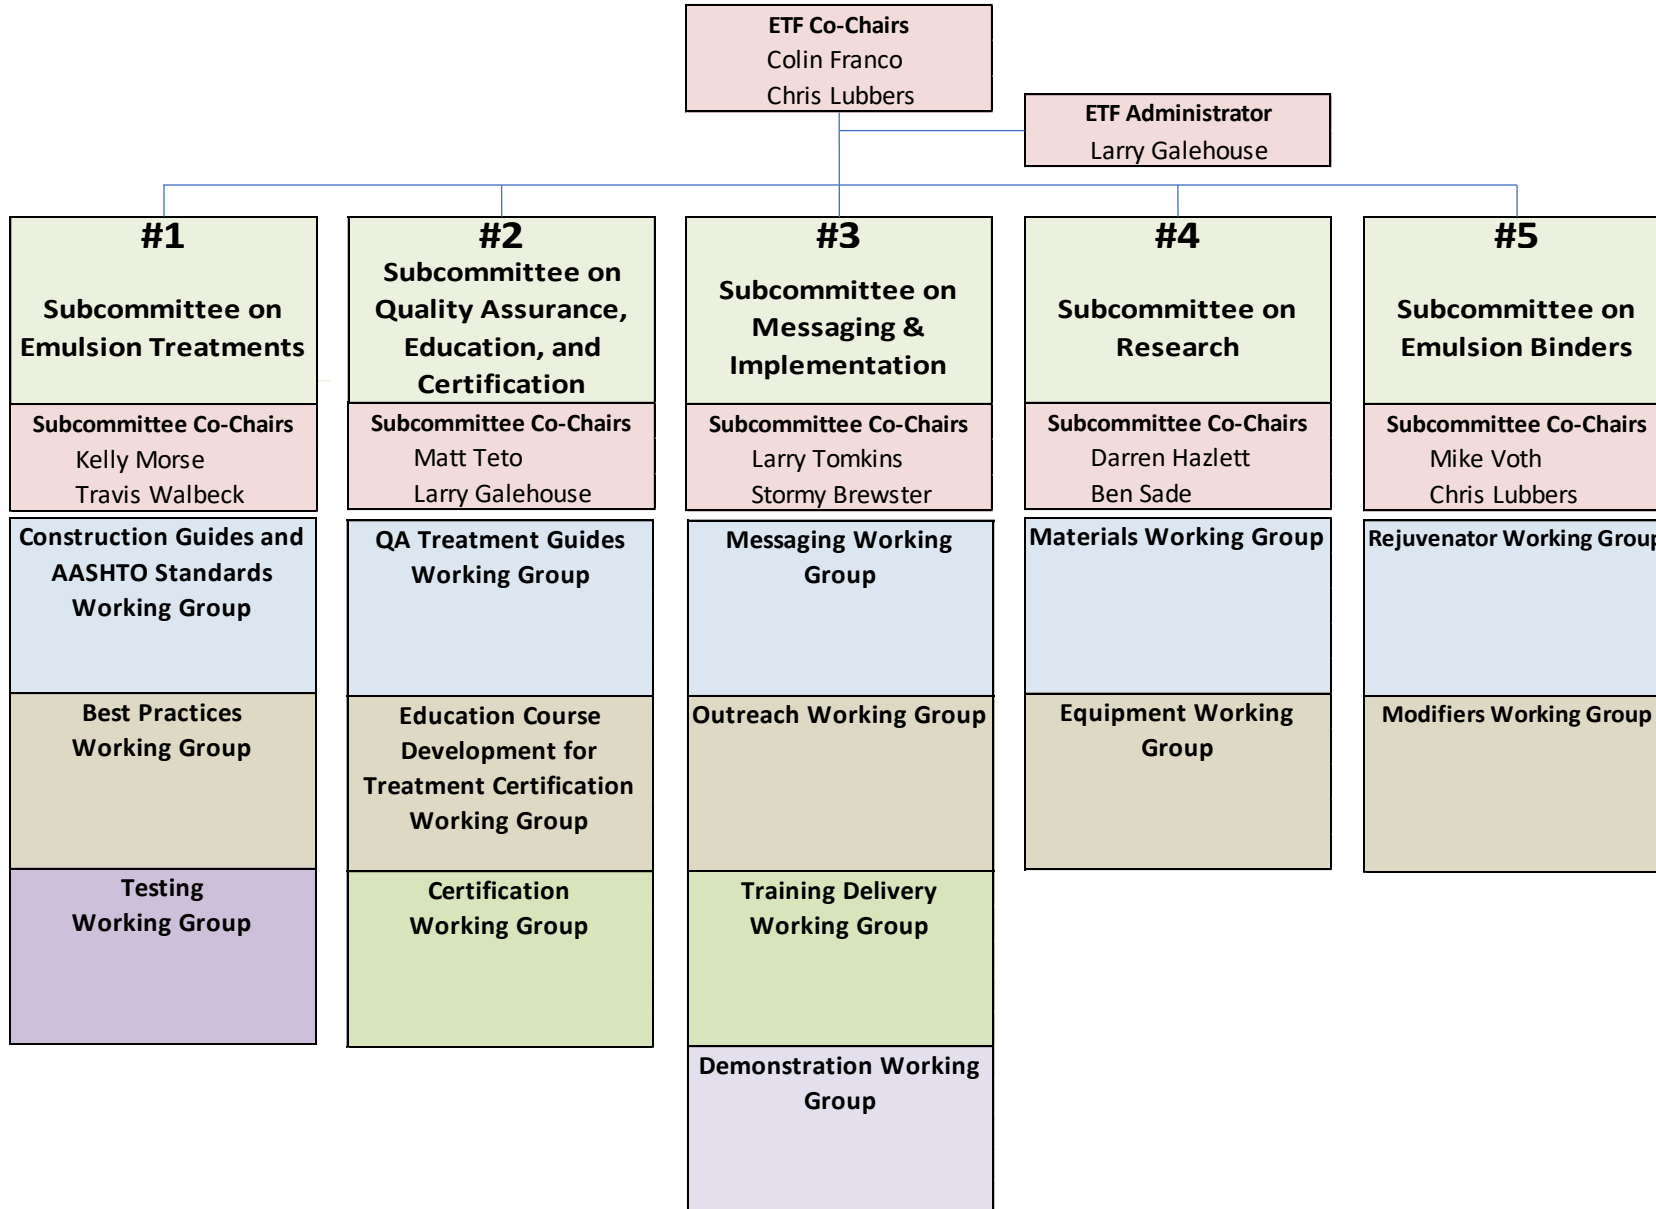 ETF Co-Chairs
Colin Franco
Chris Lubbers
ETF Administrator
Larry Galehouse
#1
Subcommittee on
Emulsion Treatments
Subcommittee Co-Chairs
Kelly Morse
Travis Walbeck
Construction Guides and
AASHTO Standards
Working Group
Best Practices
Working Group
Testing
Working Group
#2
Subcommittee on
Quality Assurance,
Education, and
Certification
Subcommittee Co-Chairs
Matt Teto
Larry Galehouse
QA Treatment Guides
Working Group
Education Course
Development for
Treatment Certification
Working Group
Certification
Working Group
#3
Subcommittee on
Messaging &
Implementation
Subcommittee Co-Chairs
Larry Tomkins
Stormy Brewster
Messaging Working
Group
Outreach Working Group
Training Delivery
Working Group
Demonstration Working
Group
#4
Subcommittee on
Research
Subcommittee Co-Chairs
Darren Hazlett
Ben Sade
Materials Working Group
Equipment Working
Group
#5
Subcommittee on
Emulsion Binders
Subcommittee Co-Chairs
Mike Voth
Chris Lubbers
Rejuvenator Working Group
Modifiers Working Group